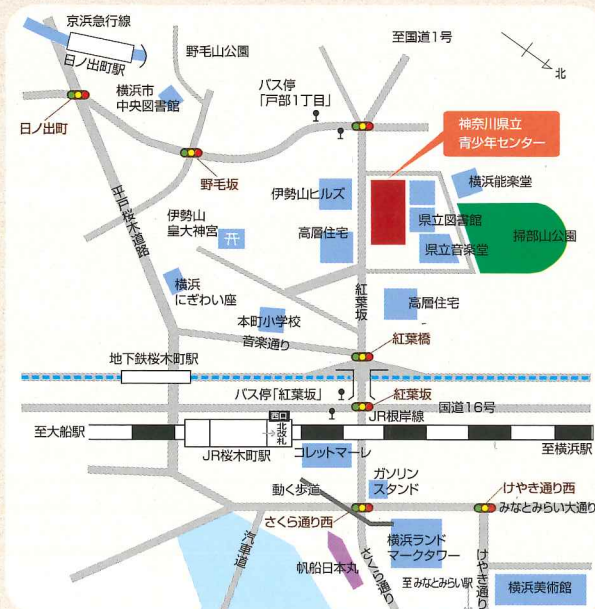 京浜急行線
日ノ出町駅
野毛山公園
至国道1号
北
横浜市
中央図書館
バス停
「戸部1丁目」
日ノ出町
野毛坂
神奈川県立
青少年センター
横浜能楽堂
伊勢山ヒルズ
県立図書館
平戸桜木道路
伊勢山
皇大神宮
高層住宅
県立音楽堂
掃部山公園
横浜
にぎわい座
紅葉坂
高層住宅
本町小学校
音楽通り
紅葉橋
地下鉄桜木町駅
バス停「紅葉坂」
紅葉坂
国道16号
西口
北改札
JR根岸線
至大船駅
至横浜駅
JR桜木町駅
コレットマーレ
ガソリン
スタンド
動く歩道
けやき通り西
みなとみらい大通り
さくら通り西
汽車道
帆船日本丸
さくら通り
横浜ランド
マークタワー
至みなとみらい駅
けやき通り
横浜美術館